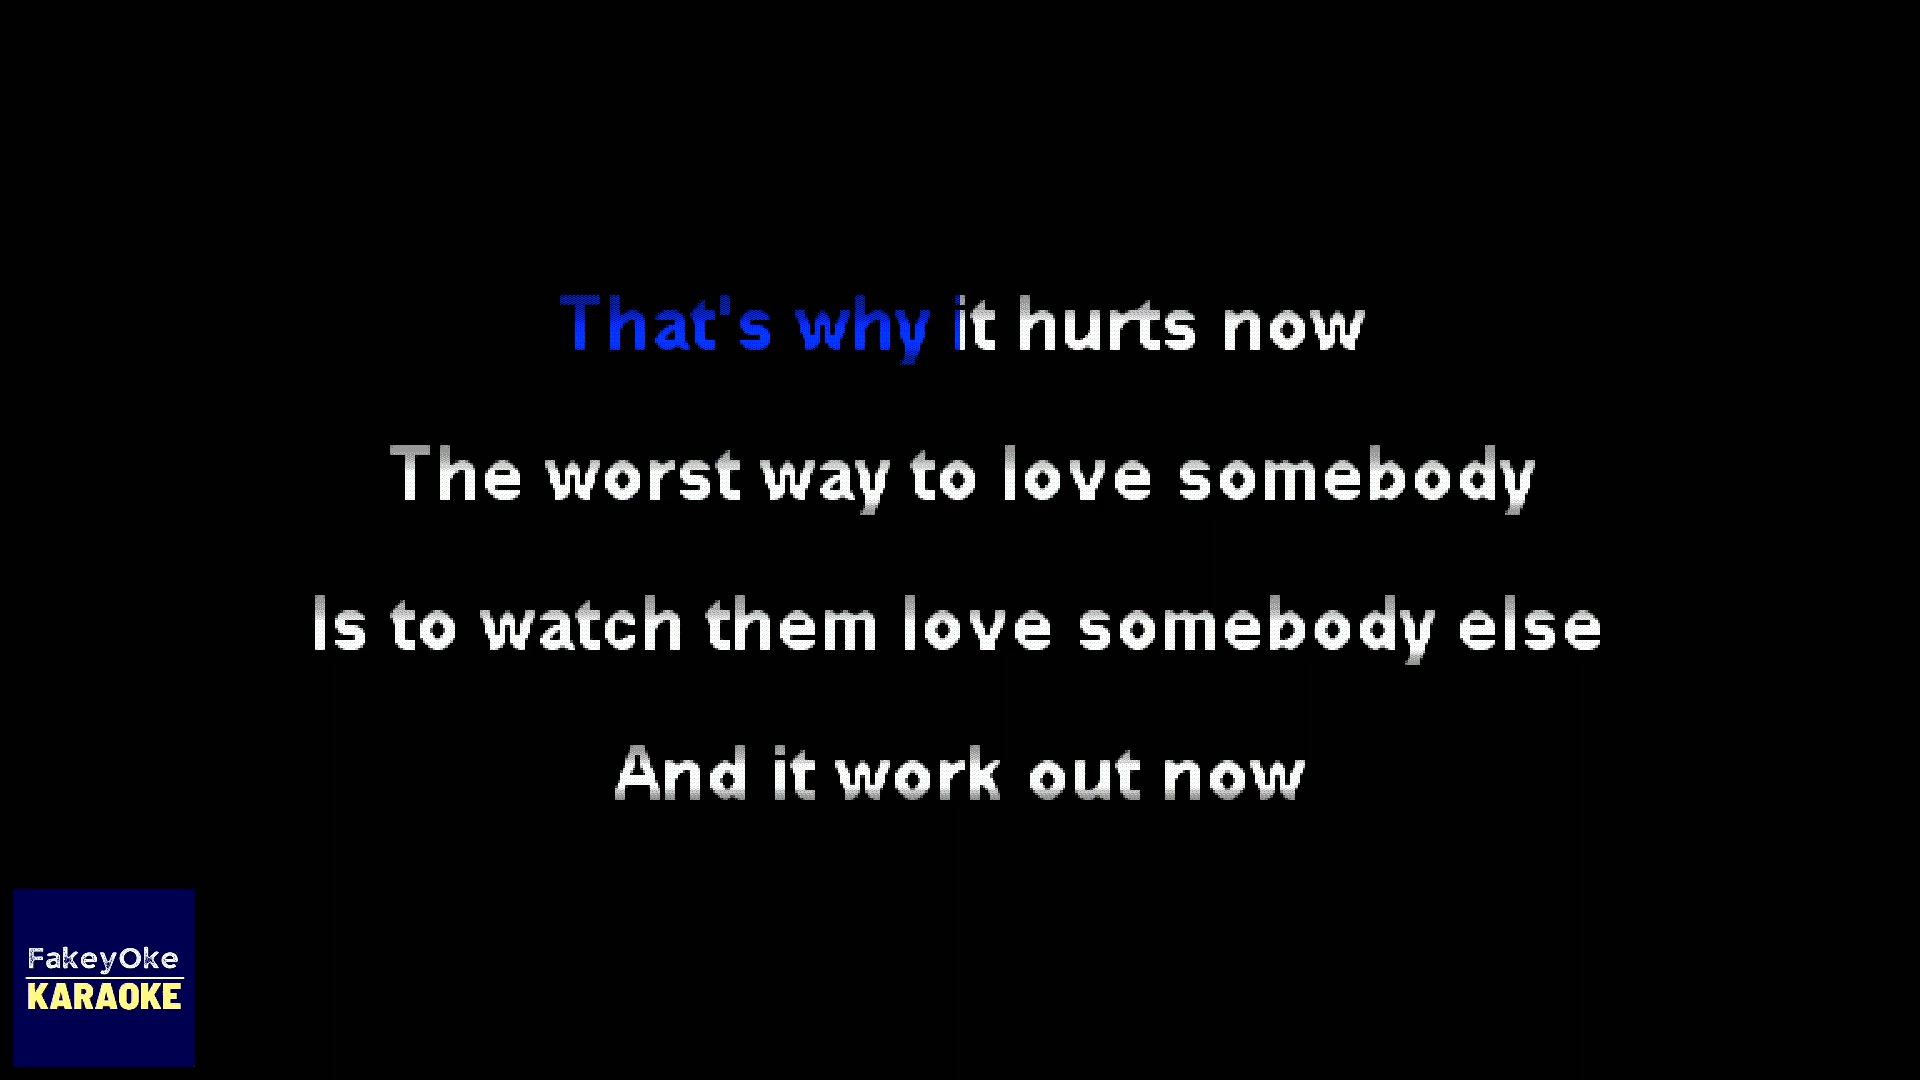 That's why it hurts now
The worst way to love somebody
Is to watch them love somebody else
And it work out now
FakeyOke
KARAOKE